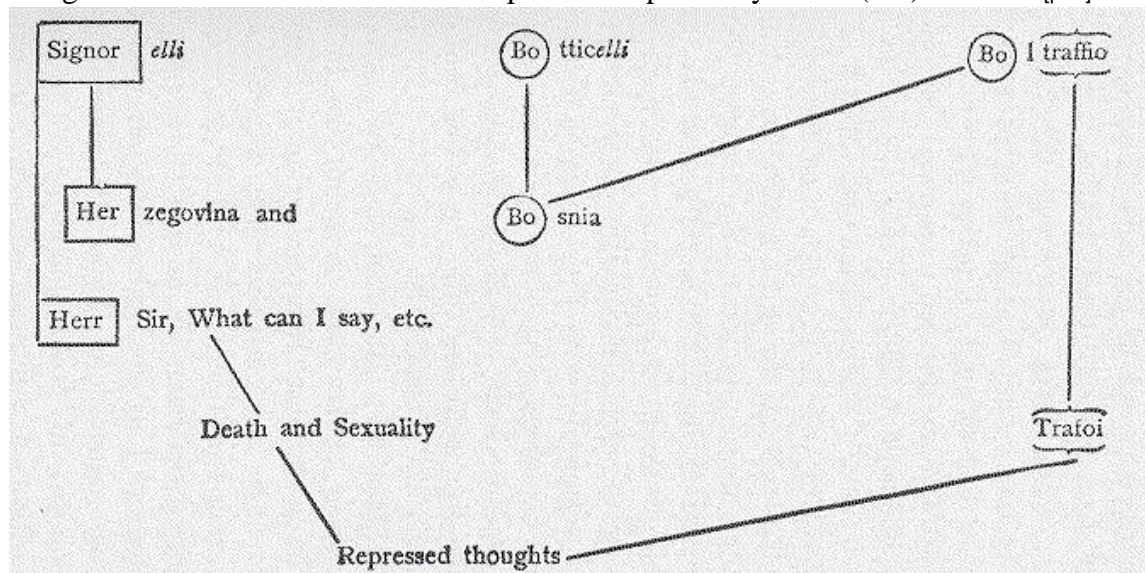 Signor elli Bo tticelli Bo l traffio
Her zegovina and Bo snia
Herr Sir, What can I say, etc.
Death and Sexuality Trafoi
Repressed thoughts